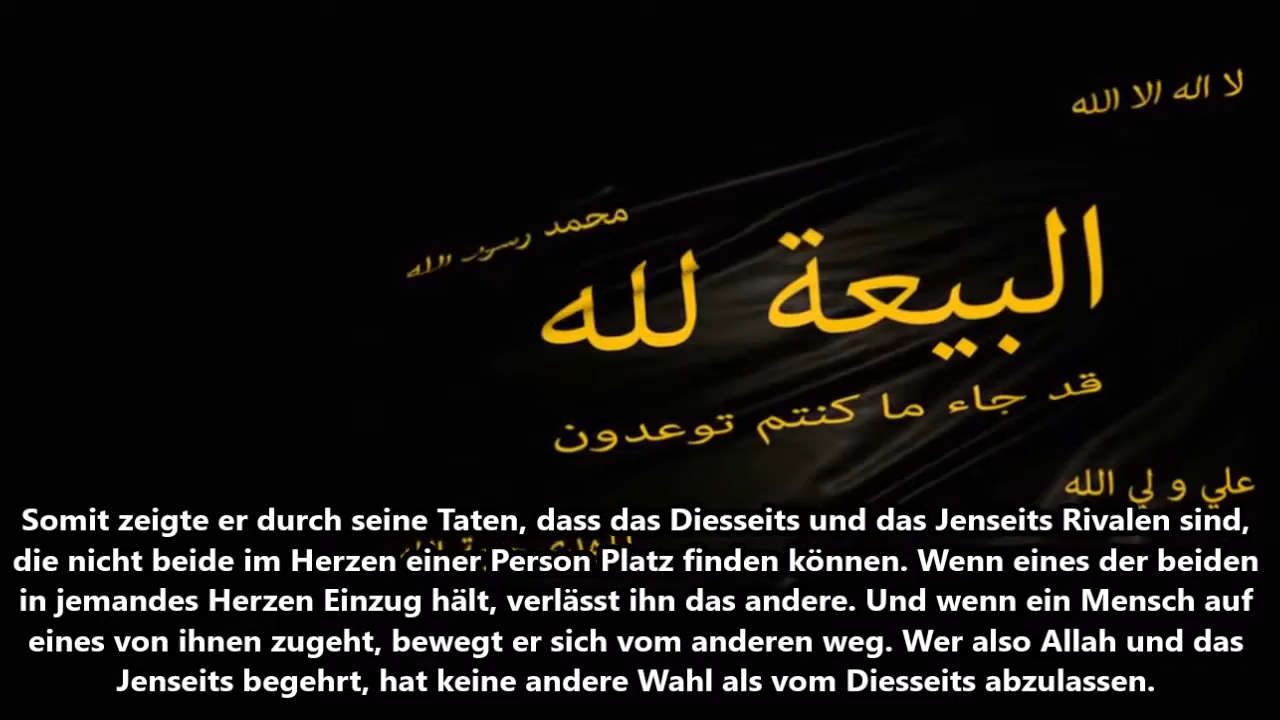 لا اله الا الله
محمد رسول الله
البيعة لله
قد جاء ما كنتم توعدون
علي و لي الله
Somit zeigte er durch seine Taten, dass das Diesseits und das Jenseits Rivalen sind,
die nicht beide im Herzen einer Person Platz finden können. Wenn eines der beiden
in jemandes Herzen Einzug hält, verlässt ihn das andere. Und wenn ein Mensch auf
eines von ihnen zugeht, bewegt er sich vom anderen weg. Wer also Allah und das
Jenseits begehrt, hat keine andere Wahl als vom Diesseits abzulassen.